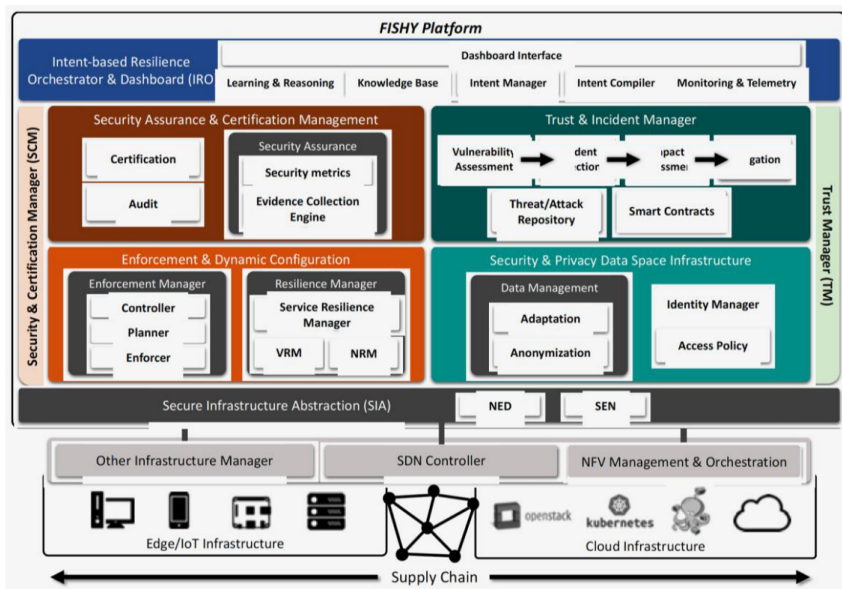 FISHY Platform
Intent-based Resilience
Orchestrator & Dashboard (IRO
Dashboard Interface
Learning & Reasoning
Knowledge Base
Intent Manager
Intent Compiler
Monitoring & Telemetry
Security & Certification Manager (SCM)
Security Assurance & Certification Management
Certification
Audit
Security Assurance
Security metrics
Evidence Collection
Engine
Trust & Incident Manager
Vulnerability
Assessment
Threat/Attack
Repository
Smart Contracts
Trust Manager (TM)
Enforcement & Dynamic Configuration
Enforcement Manager
Controller
Planner
Enforcer
Resilience Manager
Service Resilience
Manager
VRM
NRM
Security & Privacy Data Space Infrastructure
Data Management
Adaptation
Anonymization
Identity Manager
Access Policy
Secure Infrastructure Abstraction (SIA)
NED
SEN
Other Infrastructure Manager
SDN Controller
NFV Management & Orchestration
openstack
kubernetes
Edge/IoT Infrastructure
Cloud Infrastructure
Supply Chain